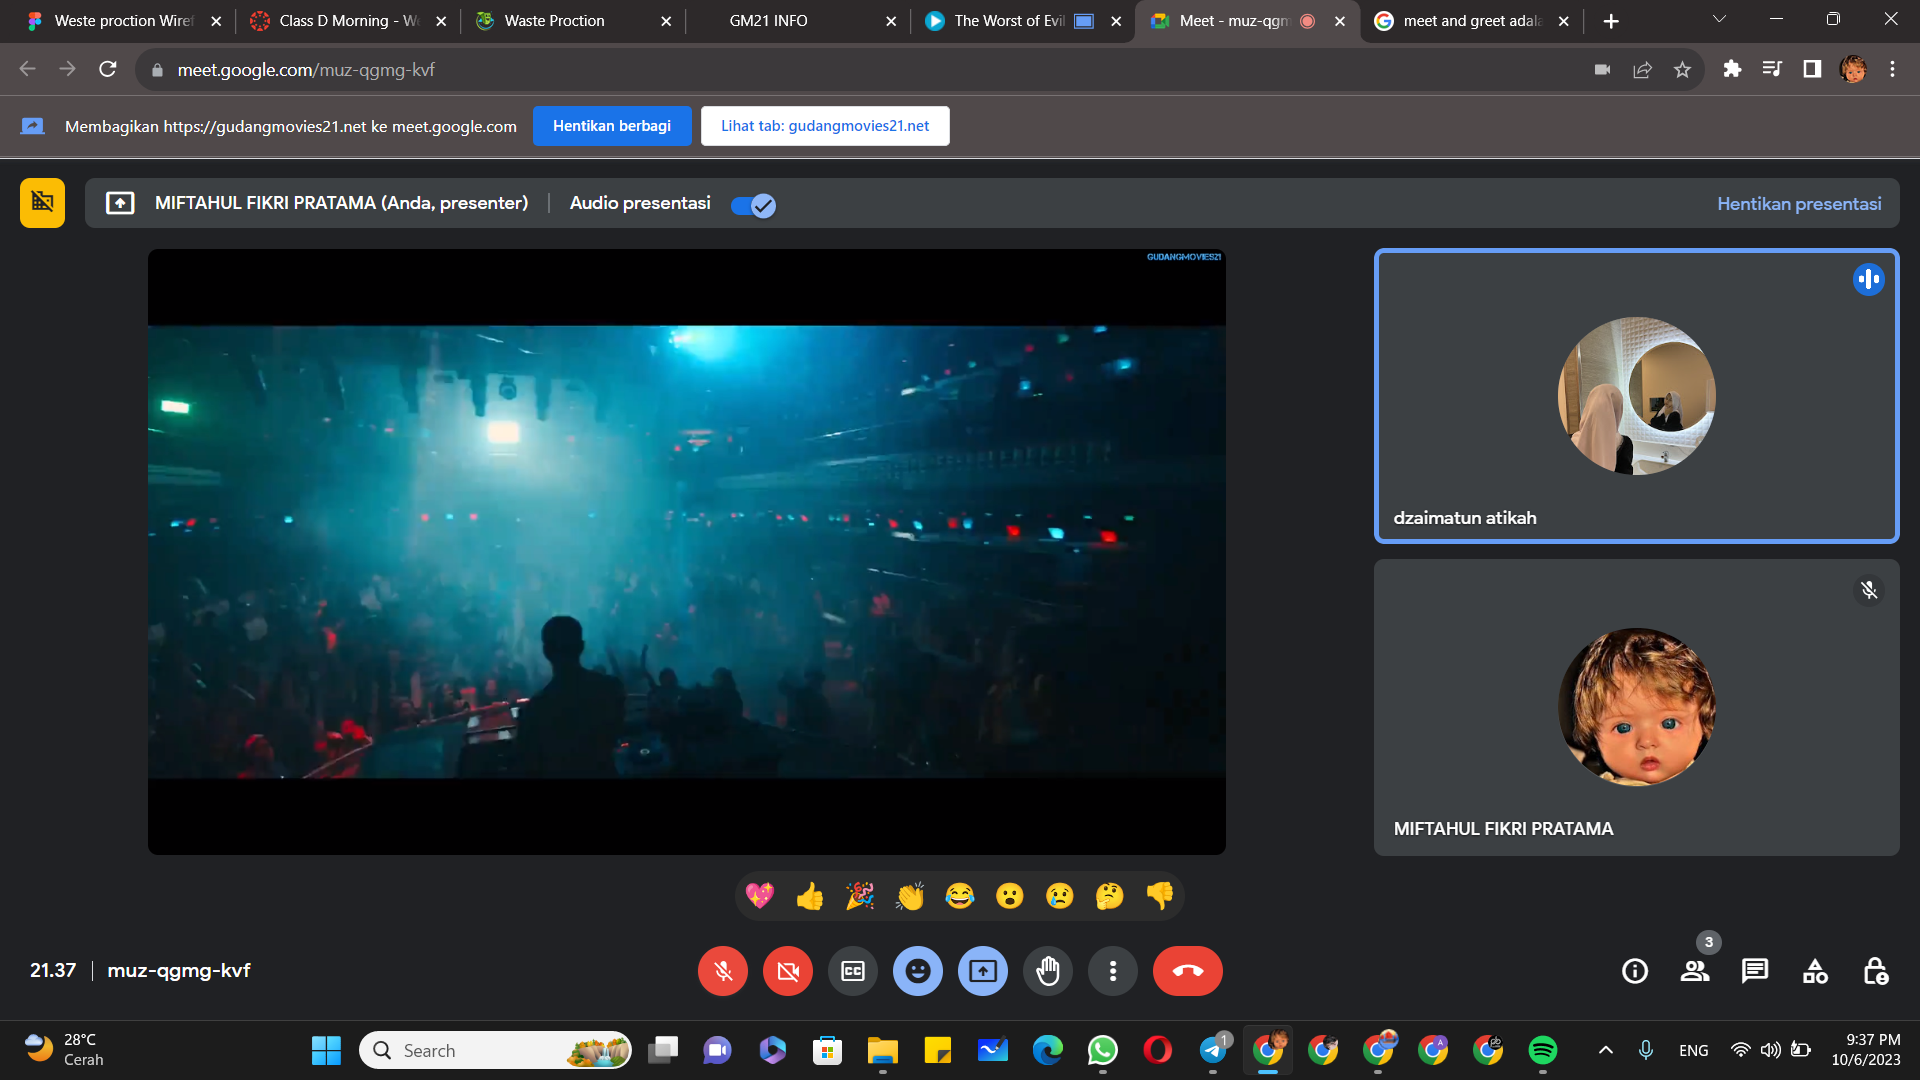 Weste proction Wiref
Class D Morning - We
Waste Proction
GM21 INFO
The Worst of Evil
Meet - muz-qgm
meet and greet adala
meet.google.com/muz-qgmg-kvf
Membagikan https://gudangmovies21.net ke meet.google.com
Hentikan berbagi
Lihat tab: gudangmovies21.net
MIFTAHUL FIKRI PRATAMA (Anda, presenter)
Audio presentasi
Hentikan presentasi
GUDANGMOVIES21
dzaimatun atikah
MIFTAHUL FIKRI PRATAMA
21.37
muz-qgmg-kvf
3
28°C
Cerah
Search
1
ENG
9:37 PM
10/6/2023